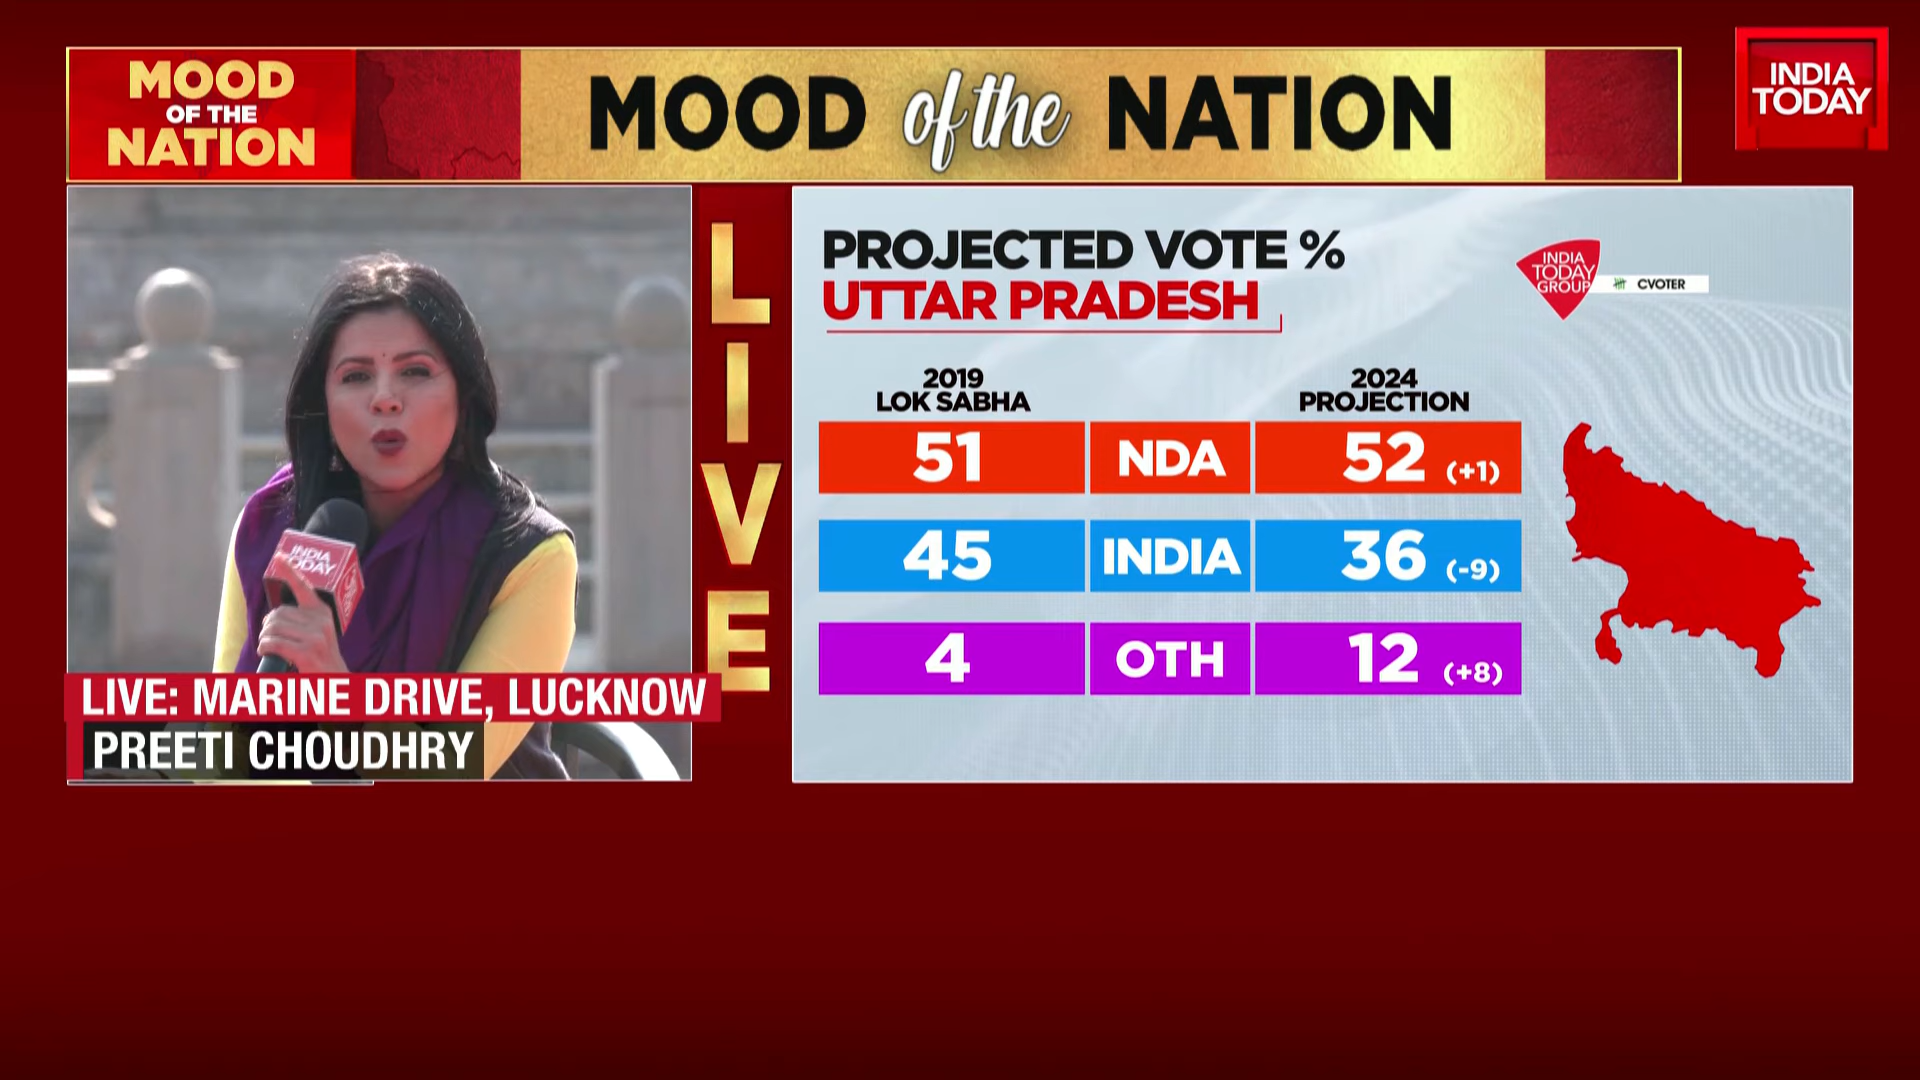 MOOD
OF THE
NATION
MOOD of the NATION
INDIA
TODAY
LIVE
PROJECTED VOTE %
UTTAR PRADESH
INDIA
TODAY
GROUP
CVOTER
2019
LOK SABHA
2024
PROJECTION
51 NDA 52 (+1)
45 INDIA 36 (-9)
4 OTH 12 (+8)
INDIA
TODAY
LIVE: MARINE DRIVE, LUCKNOW
PREETI CHOUDHRY